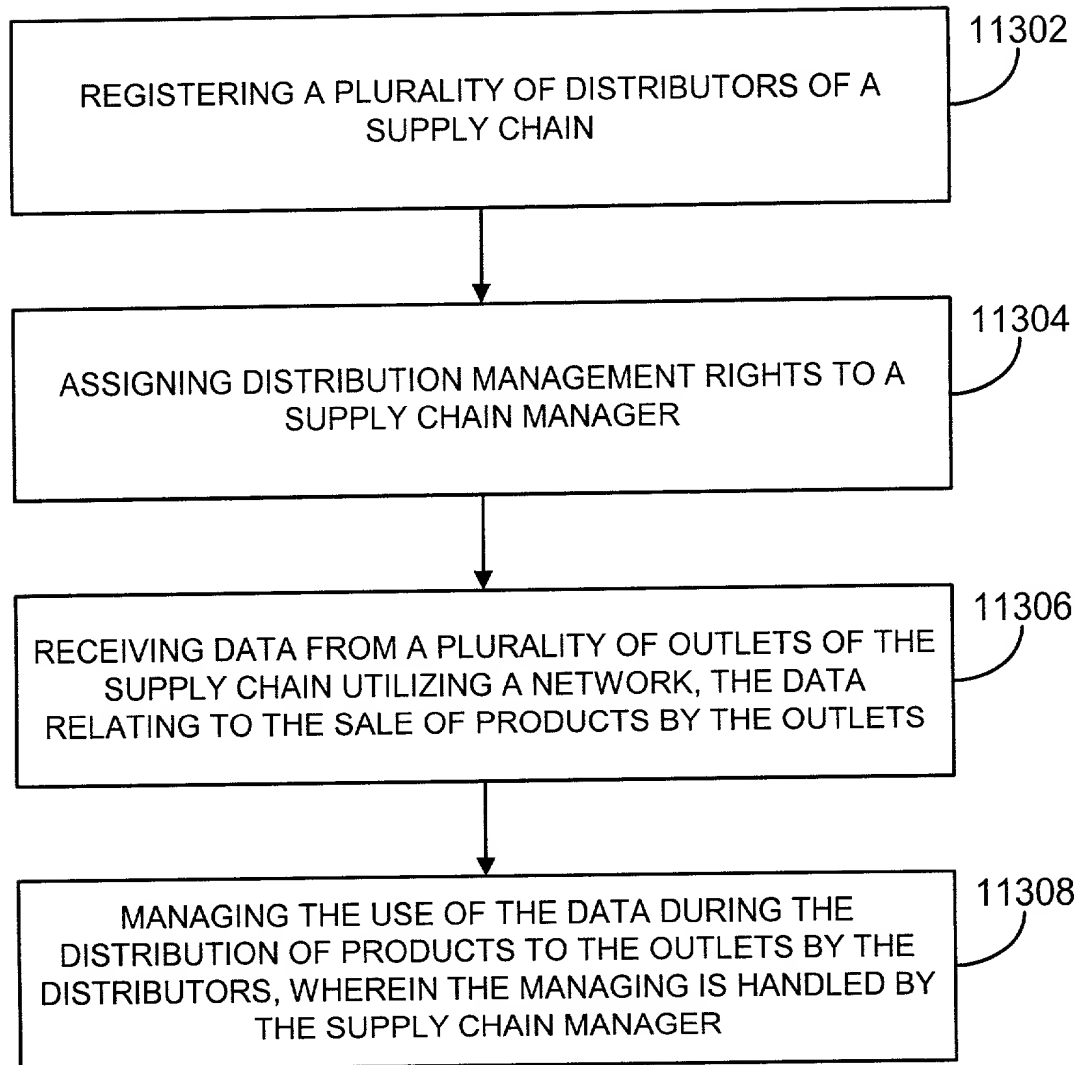 11302
REGISTERING A PLURALITY OF DISTRIBUTORS OF A
SUPPLY CHAIN
11304
ASSIGNING DISTRIBUTION MANAGEMENT RIGHTS TO A
SUPPLY CHAIN MANAGER
11306
RECEIVING DATA FROM A PLURALITY OF OUTLETS OF THE
SUPPLY CHAIN UTILIZING A NETWORK, THE DATA
RELATING TO THE SALE OF PRODUCTS BY THE OUTLETS
11308
MANAGING THE USE OF THE DATA DURING THE
DISTRIBUTION OF PRODUCTS TO THE OUTLETS BY THE
DISTRIBUTORS, WHEREIN THE MANAGING IS HANDLED BY
THE SUPPLY CHAIN MANAGER